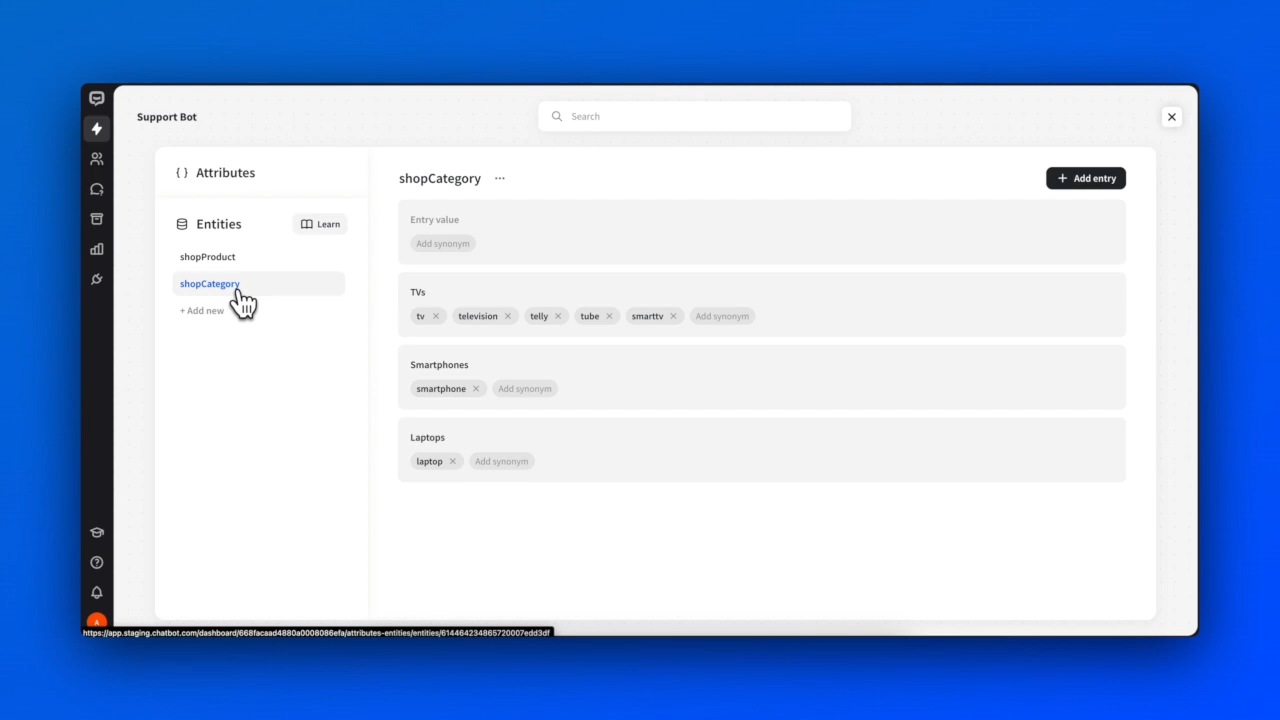 Support Bot
Search
{ } Attributes
Entities
Learn
shopProduct
shopCategory
+ Add new
shopCategory ...
+ Add entry
Entry value
Add synonym
TVs
tv × television × telly × tube × smarttv × Add synonym
Smartphones
smartphone × Add synonym
Laptops
laptop × Add synonym
A
https://app.staging.chatbot.com/dashboard/668facaad4880a0008086efa/attributes-entities/entities/614464234865720007edd3df